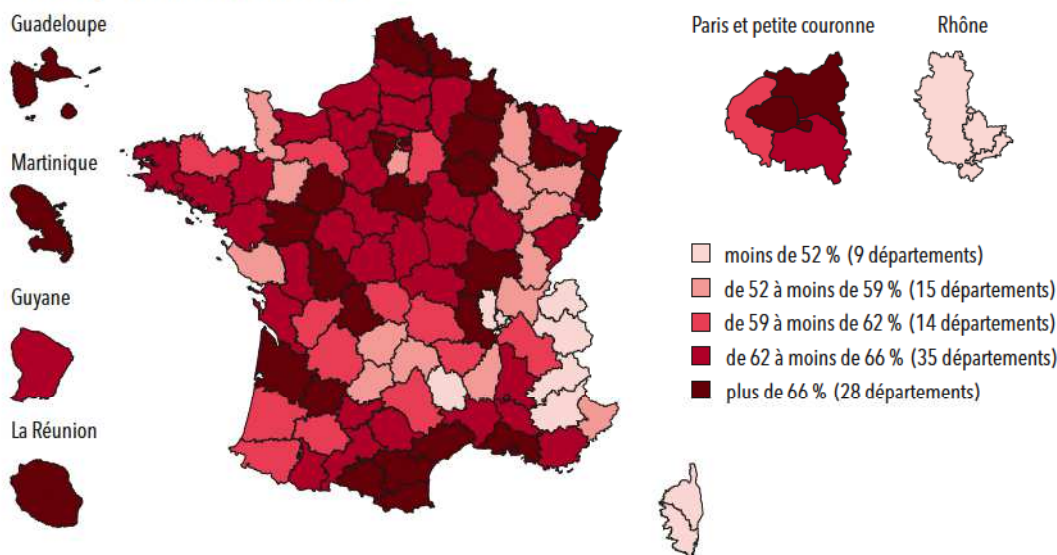 Guadeloupe
Martinique
Guyane
La Réunion
Paris et petite couronne
Rhône
moins de 52 % (9 départements)
de 52 à moins de 59 % (15 départements)
de 59 à moins de 62 % (14 départements)
de 62 à moins de 66 % (35 départements)
plus de 66 % (28 départements)